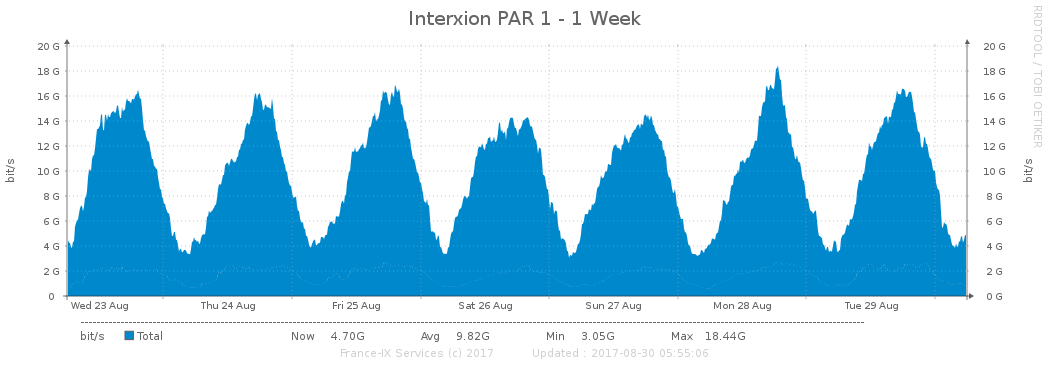 Interxion PAR 1 - 1 Week
RRDTOOL / TOBI OETIKER
20 G 20 G
18 G 18 G
16 G 16 G
14 G 14 G
12 G 12 G
10 G 10 G
8 G 8 G
6 G 6 G
4 G 4 G
2 G 2 G
0 0 G
bit/s bit/s
Wed 23 Aug Thu 24 Aug Fri 25 Aug Sat 26 Aug Sun 27 Aug Mon 28 Aug Tue 29 Aug
bit/s Total Now 4.70G Avg 9.82G Min 3.05G Max 18.44G
France-IX Services (c) 2017 Updated : 2017-08-30 05:55:06